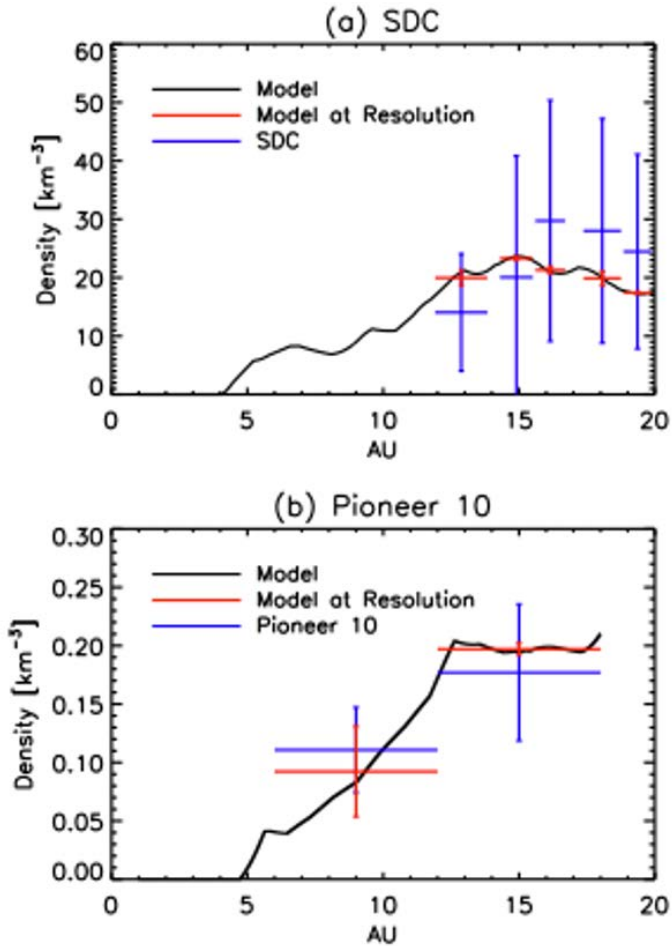 (a) SDC
60
50
40
30
20
10
0
Density [km⁻³]
Model
Model at Resolution
SDC
0 5 10 15 20
AU
(b) Pioneer 10
0.30
0.25
0.20
0.15
0.10
0.05
0.00
Density [km⁻³]
Model
Model at Resolution
Pioneer 10
0 5 10 15 20
AU